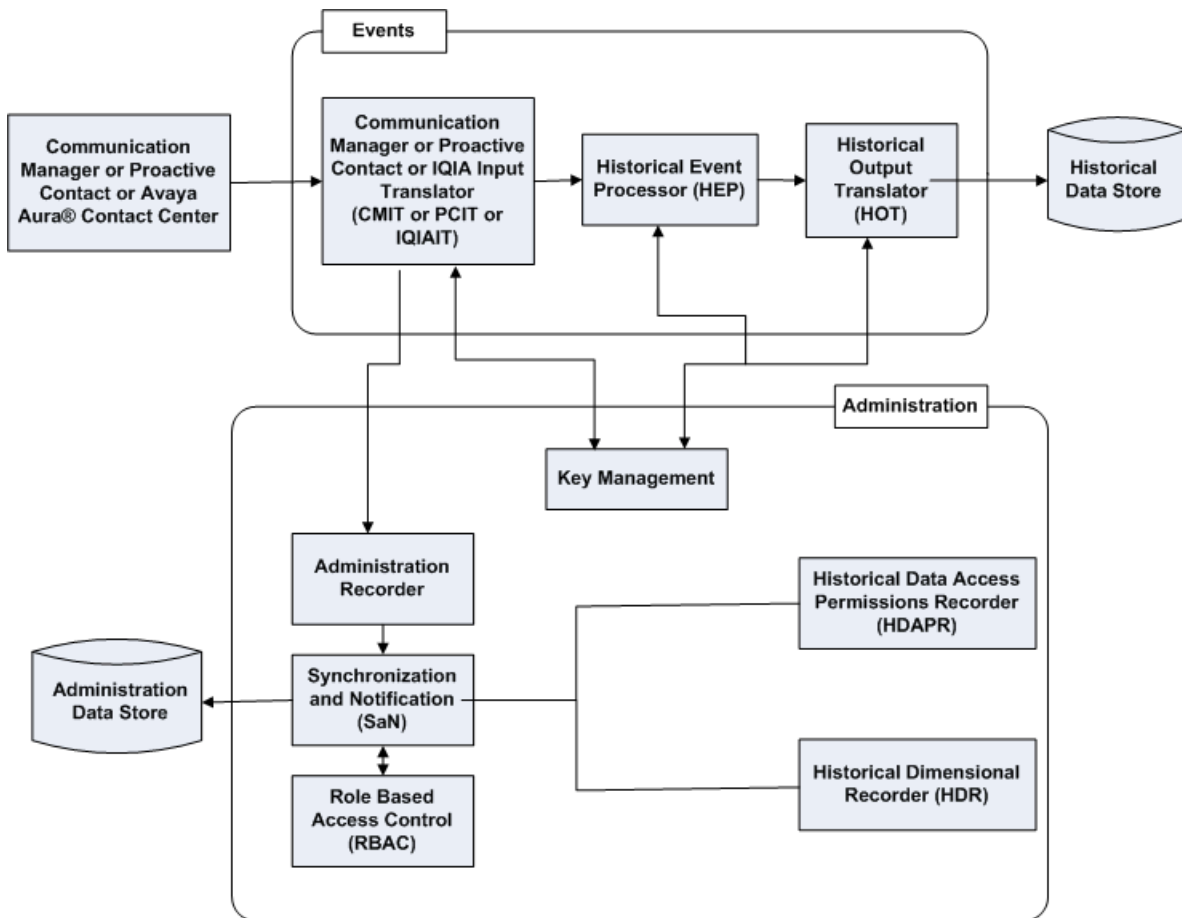 Events
Communication
Manager or Proactive
Contact or Avaya
Aura® Contact Center
Communication
Manager or Proactive
Contact or IQIA Input
Translator
(CMIT or PCIT or
IQIAIT)
Historical Event
Processor (HEP)
Historical
Output
Translator
(HOT)
Historical
Data Store
Administration
Key Management
Administration
Recorder
Historical Data Access
Permissions Recorder
(HDAPR)
Synchronization
and Notification
(SaN)
Administration
Data Store
Historical Dimensional
Recorder (HDR)
Role Based
Access Control
(RBAC)